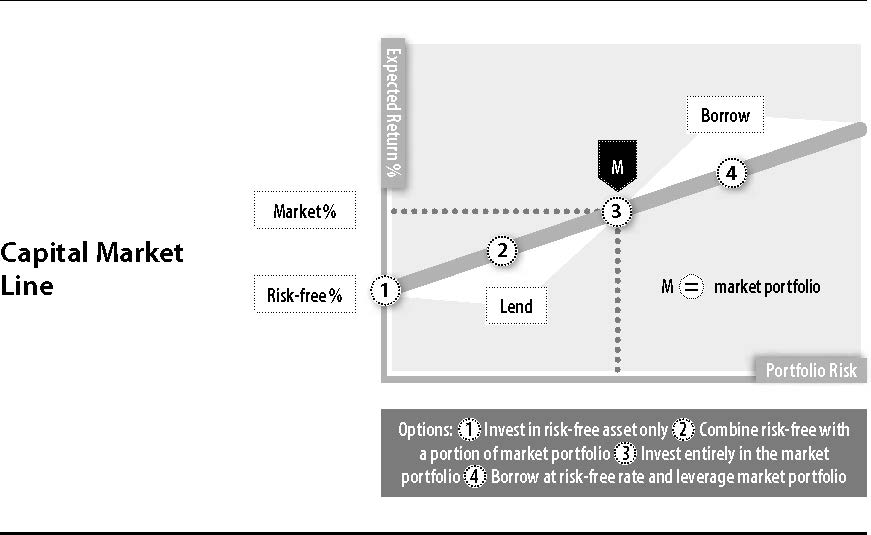 Capital Market
Line
Expected Return %
Market%
Risk-free %
Borrow
M
4
3
2
1
Lend
M = market portfolio
Portfolio Risk
Options: 1 Invest in risk-free asset only 2 Combine risk-free with
a portion of market portfolio 3 Invest entirely in the market
portfolio 4 Borrow at risk-free rate and leverage market portfolio